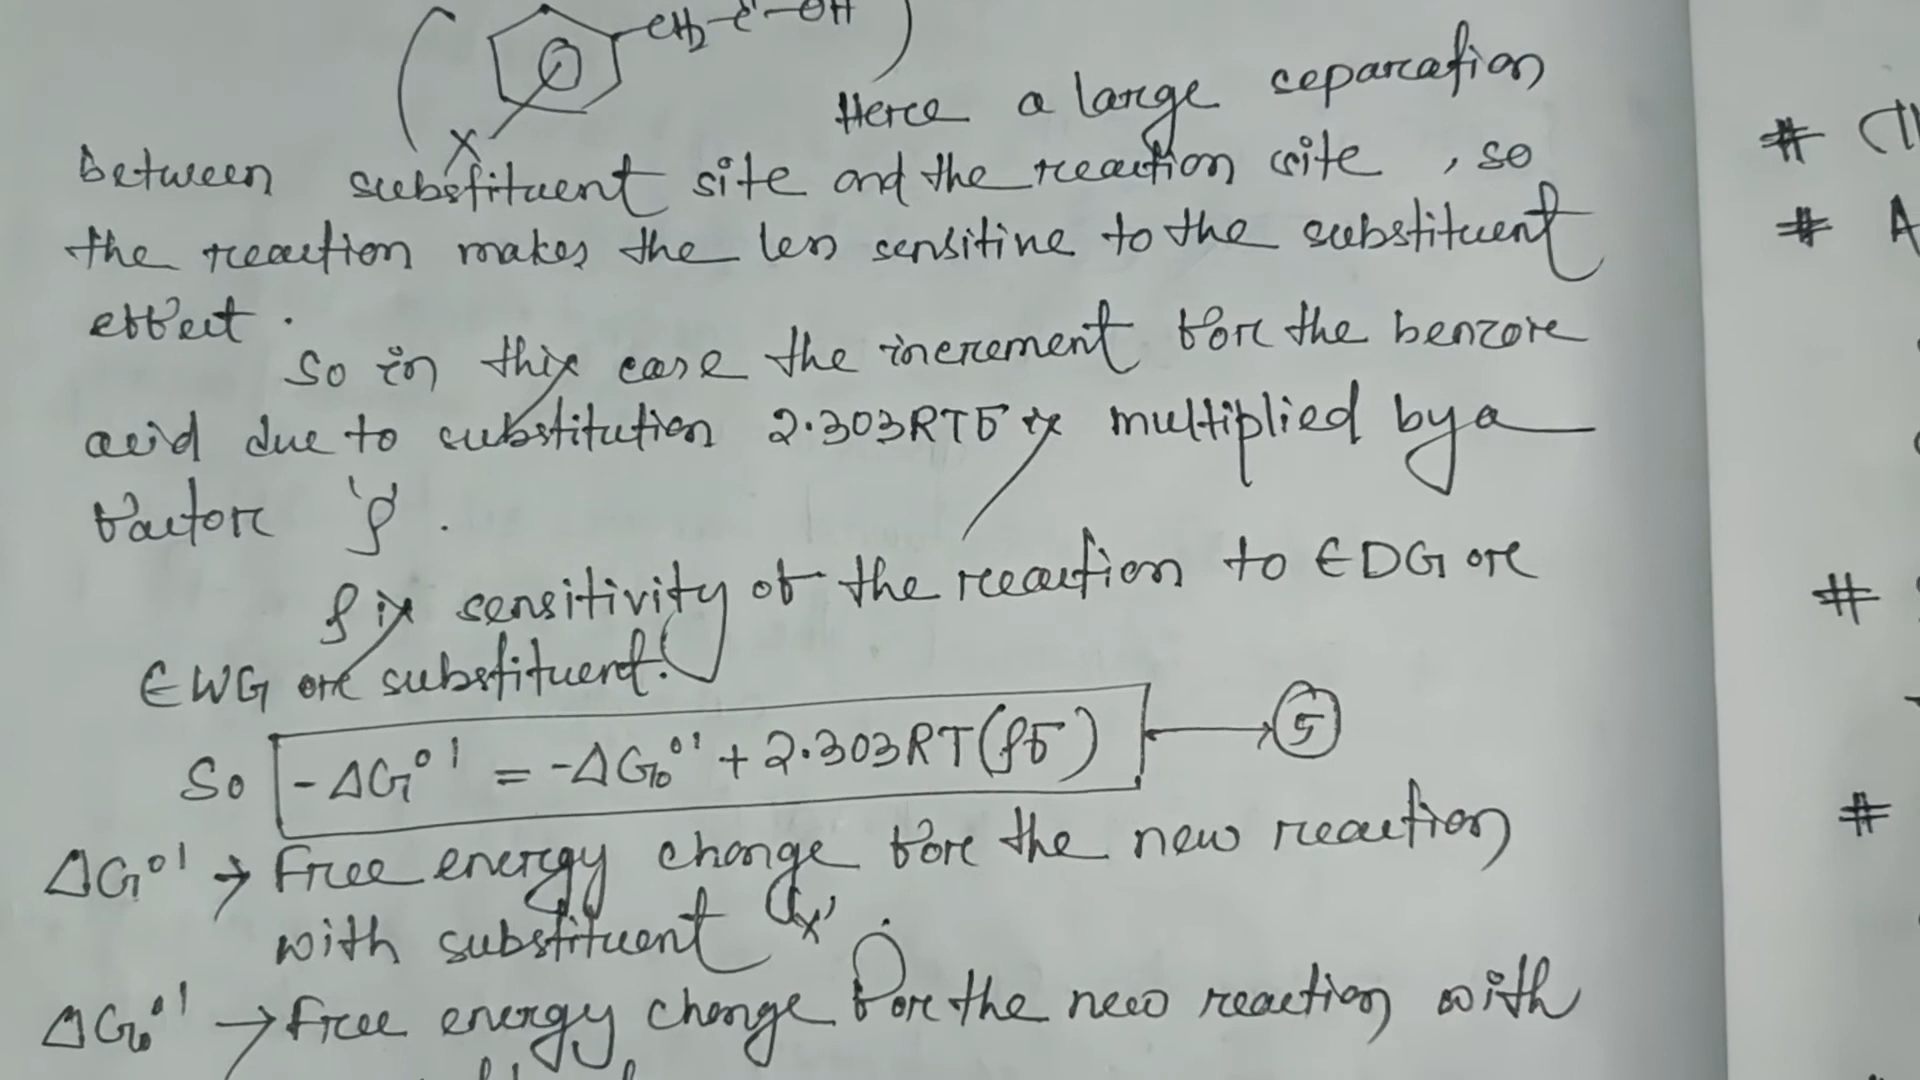 CH2-C-OH
X
Here a large separation
between substituent site and the reaction site, so
the reaction makes the less sensitive to the substituent
effect.
So in this case the increment for the benzoic
acid due to substitution 2.303RTσ is multiplied by a
factor 'ρ'.
ρ is sensitivity of the reaction to EDG or
EWG or substituent.
So -ΔG°' = -ΔG₀°' + 2.303RT(ρσ) → 5
ΔG°' → Free energy change for the new reaction
with substituent 'x'
ΔG₀°' → Free energy change for the new reaction with
# 
# A
#
#